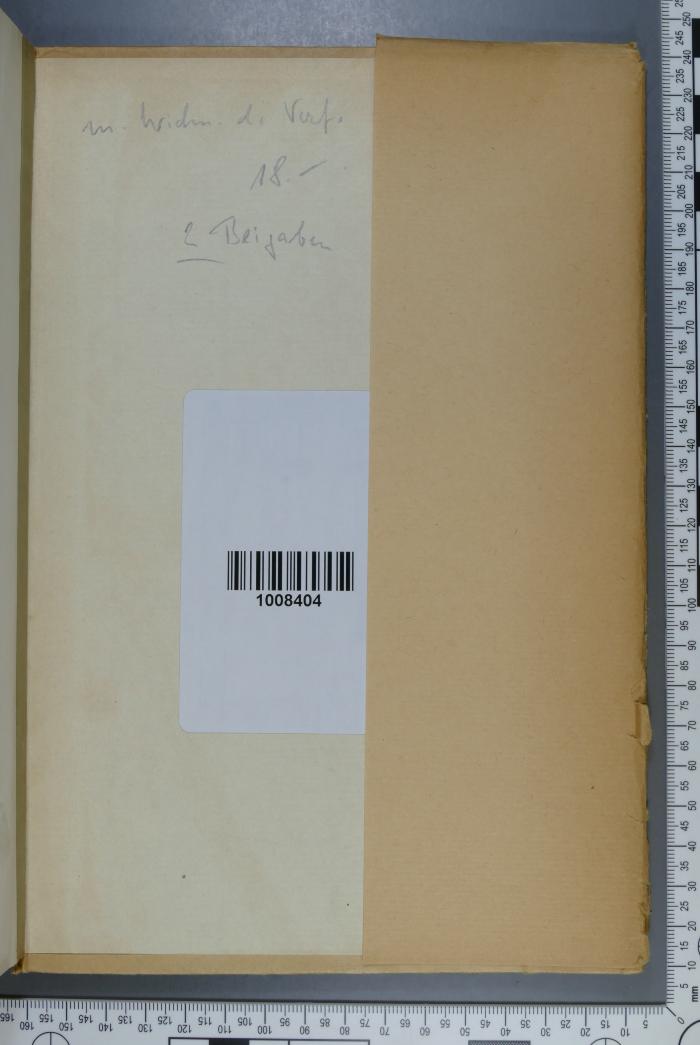 m. Widm. d. Verf.
18.–
2 Beigaben
1008404